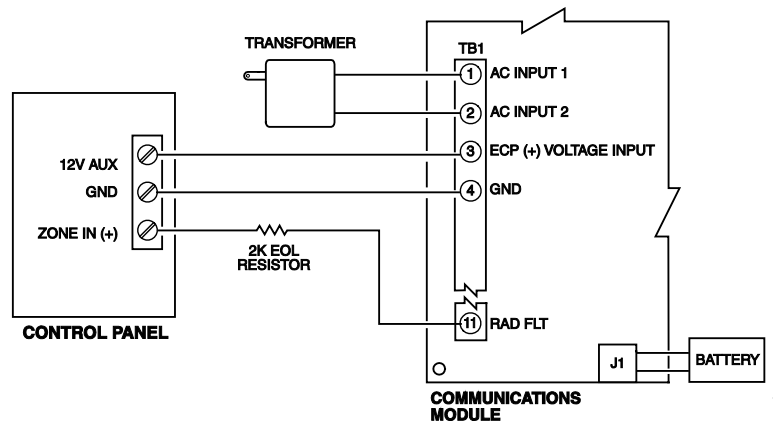 TRANSFORMER
TB1
1 AC INPUT 1
2 AC INPUT 2
12V AUX
3 ECP (+) VOLTAGE INPUT
GND
4 GND
ZONE IN (+)
2K EOL
RESISTOR
CONTROL PANEL
11 RAD FLT
J1
BATTERY
COMMUNICATIONS
MODULE